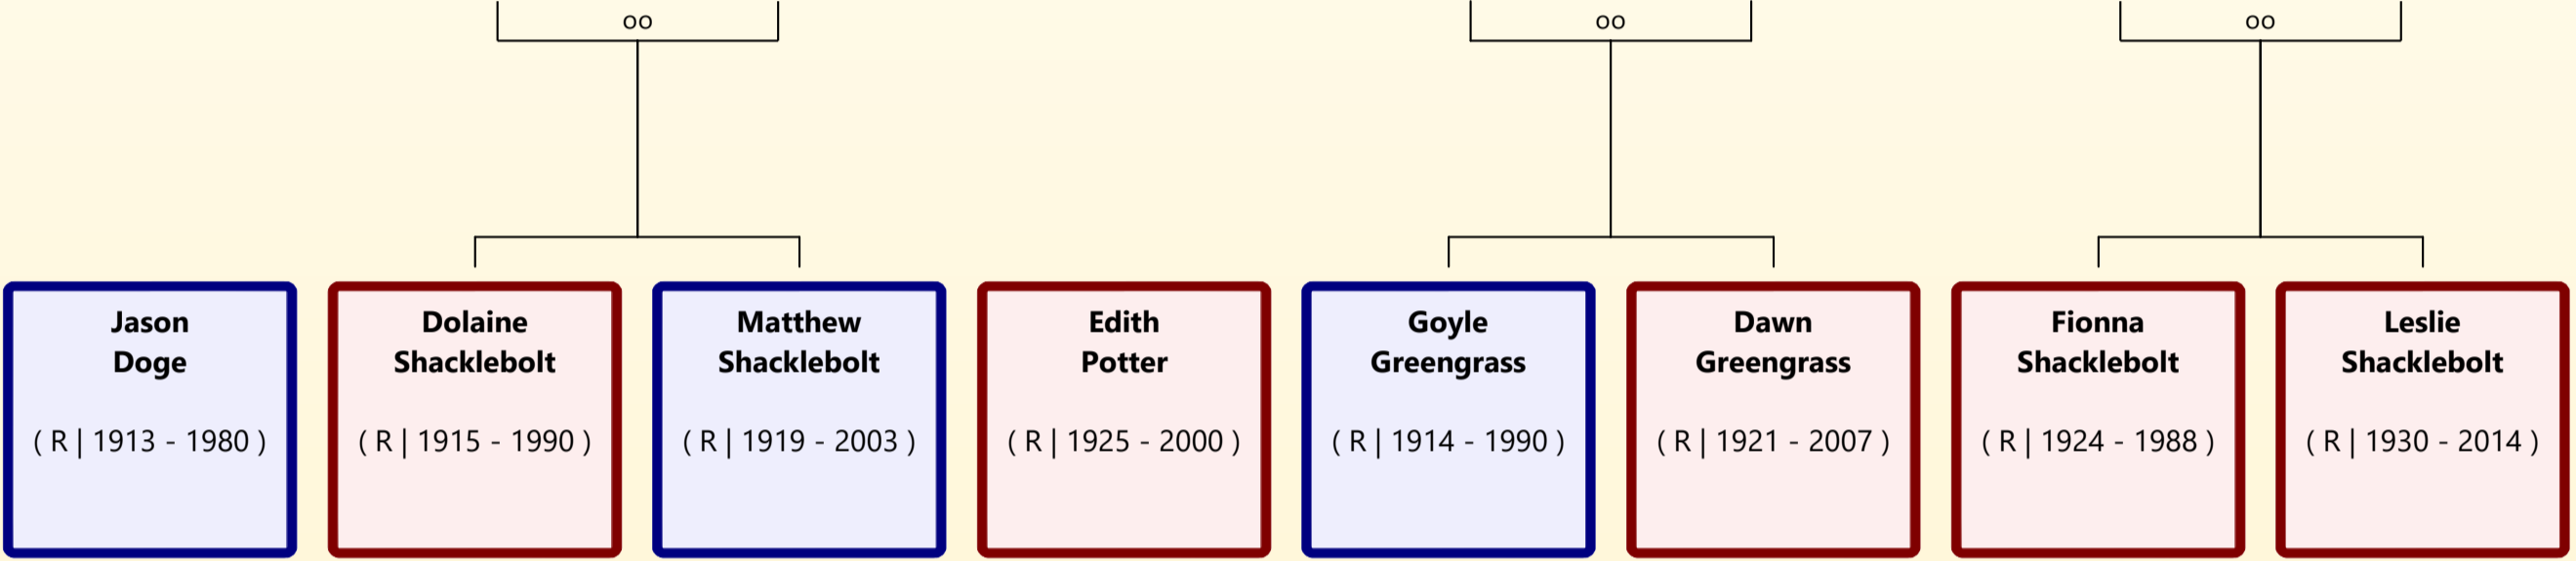 oo oo oo
Jason
Doge
( R | 1913 - 1980 )
Dolaine
Shacklebolt
( R | 1915 - 1990 )
Matthew
Shacklebolt
( R | 1919 - 2003 )
Edith
Potter
( R | 1925 - 2000 )
Goyle
Greengrass
( R | 1914 - 1990 )
Dawn
Greengrass
( R | 1921 - 2007 )
Fionna
Shacklebolt
( R | 1924 - 1988 )
Leslie
Shacklebolt
( R | 1930 - 2014 )